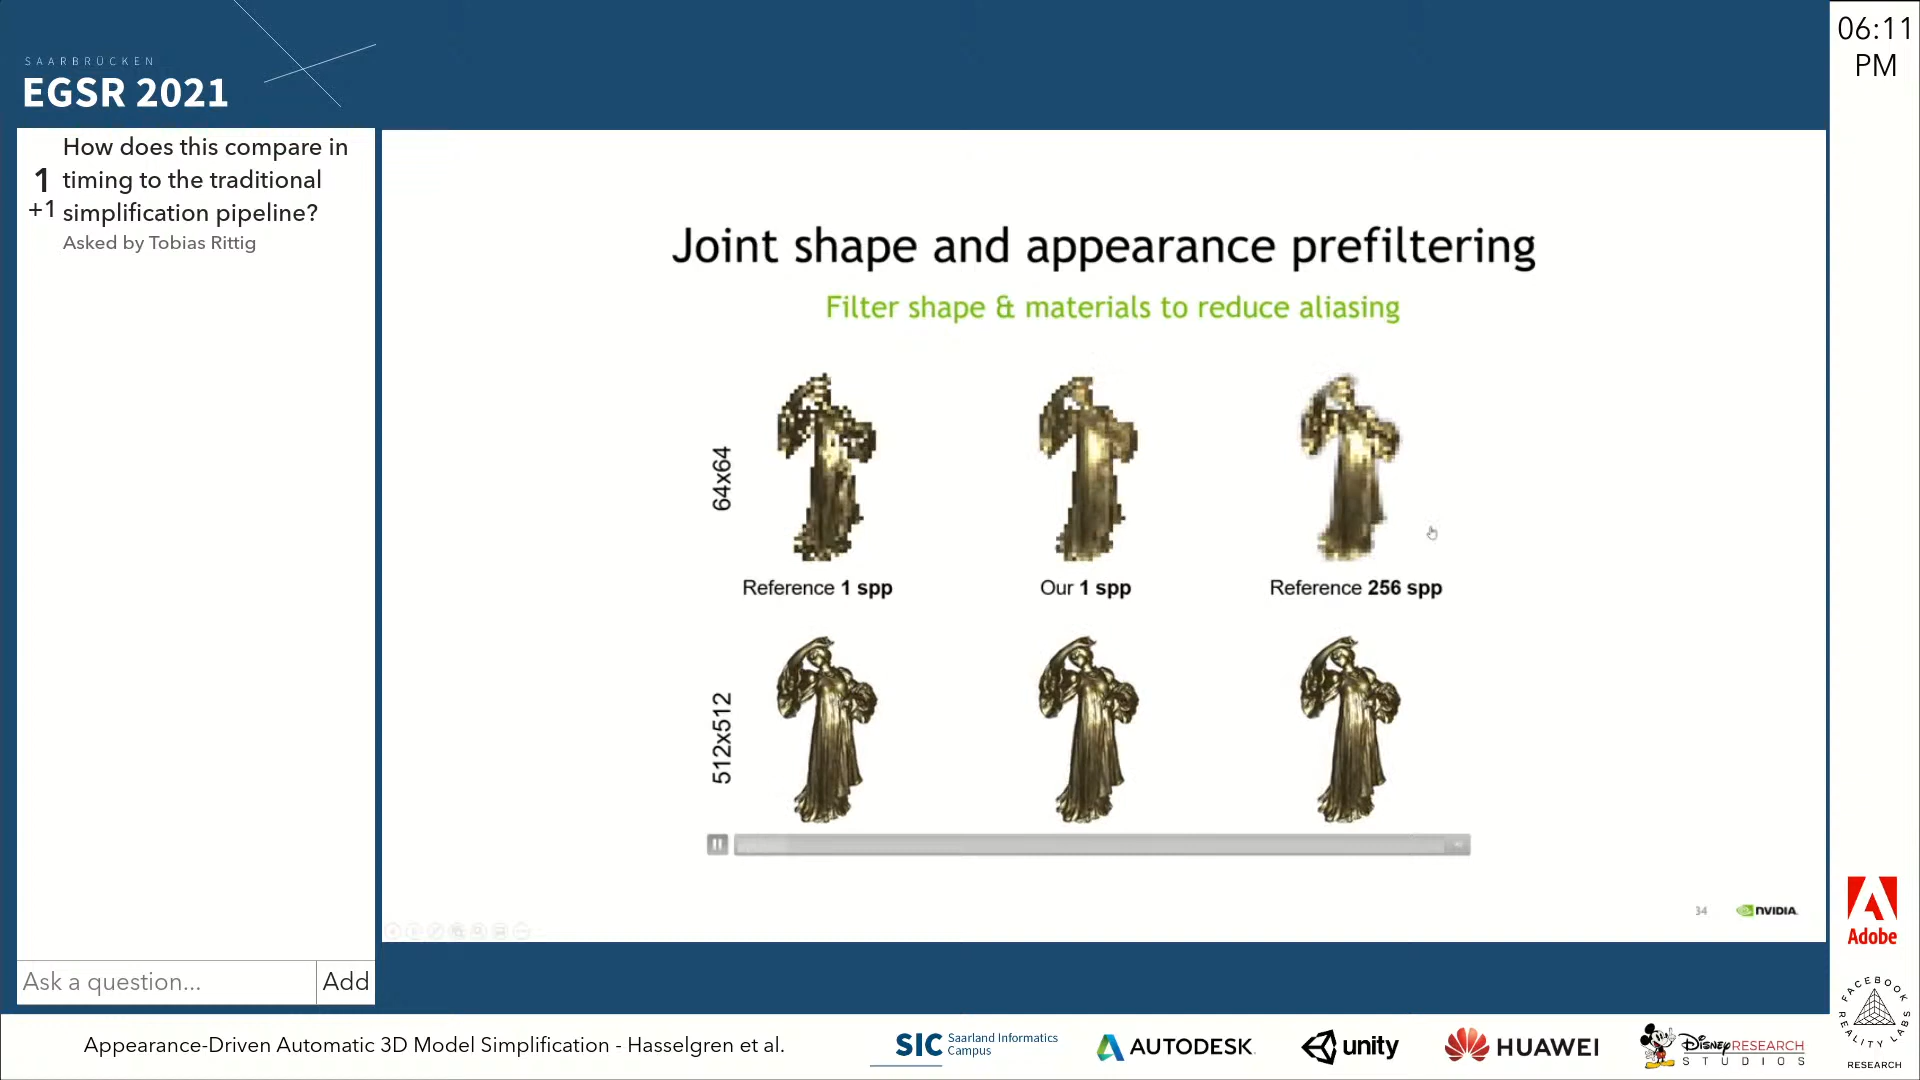 SAARBRÜCKEN
EGSR 2021
06:11
PM
How does this compare in
1 timing to the traditional
+1 simplification pipeline?
Asked by Tobias Rittig
Ask a question...
Add
Joint shape and appearance prefiltering
Filter shape & materials to reduce aliasing
64x64
Reference 1 spp
Our 1 spp
Reference 256 spp
512x512
34
NVIDIA
Adobe
FACEBOOK
REALITY LABS
RESEARCH
Appearance-Driven Automatic 3D Model Simplification - Hasselgren et al.
SIC
Saarland Informatics
Campus
AUTODESK
unity
HUAWEI
DISNEY RESEARCH
STUDIOS